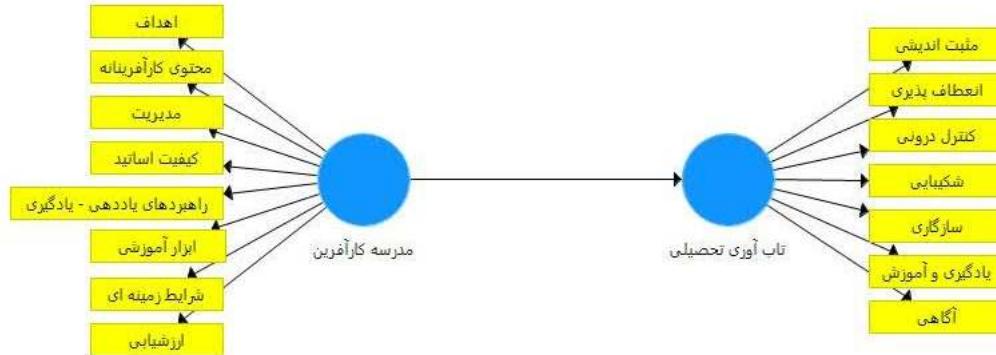 اهداف
محتوی کارآفرینانه
مدیریت
کیفیت اساتید
راهبردهای یاددهی - یادگیری
ابزار آموزشی
شرایط زمینه ای
ارزشیابی
مدرسه کارآفرین
تاب آوری تحصیلی
مثبت اندیشی
انعطاف پذیری
کنترل درونی
شکیبایی
سازگاری
یادگیری و آموزش
آگاهی